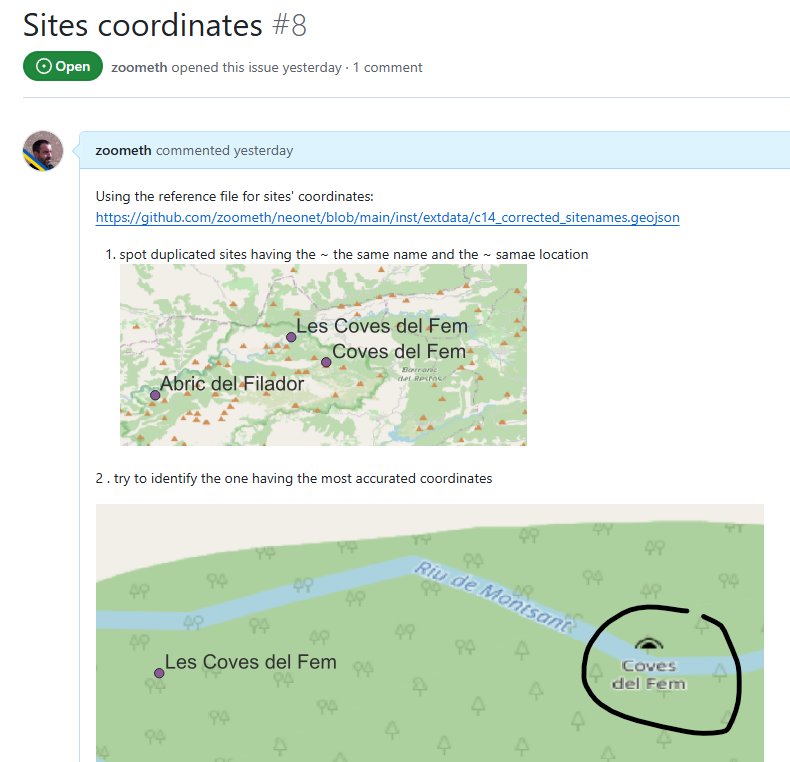 Sites coordinates #8
Open zoometh opened this issue yesterday · 1 comment
zoometh commented yesterday
Using the reference file for sites' coordinates:
https://github.com/zoometh/neonet/blob/main/inst/extdata/c14_corrected_sitenames.geojson
1. spot duplicated sites having the ~ the same name and the ~ samae location
Les Coves del Fem
Coves del Fem
Barranc
del Abric del Filador
2 . try to identify the one having the most accurated coordinates
Riu de Montsant
Les Coves del Fem
Coves
del Fem